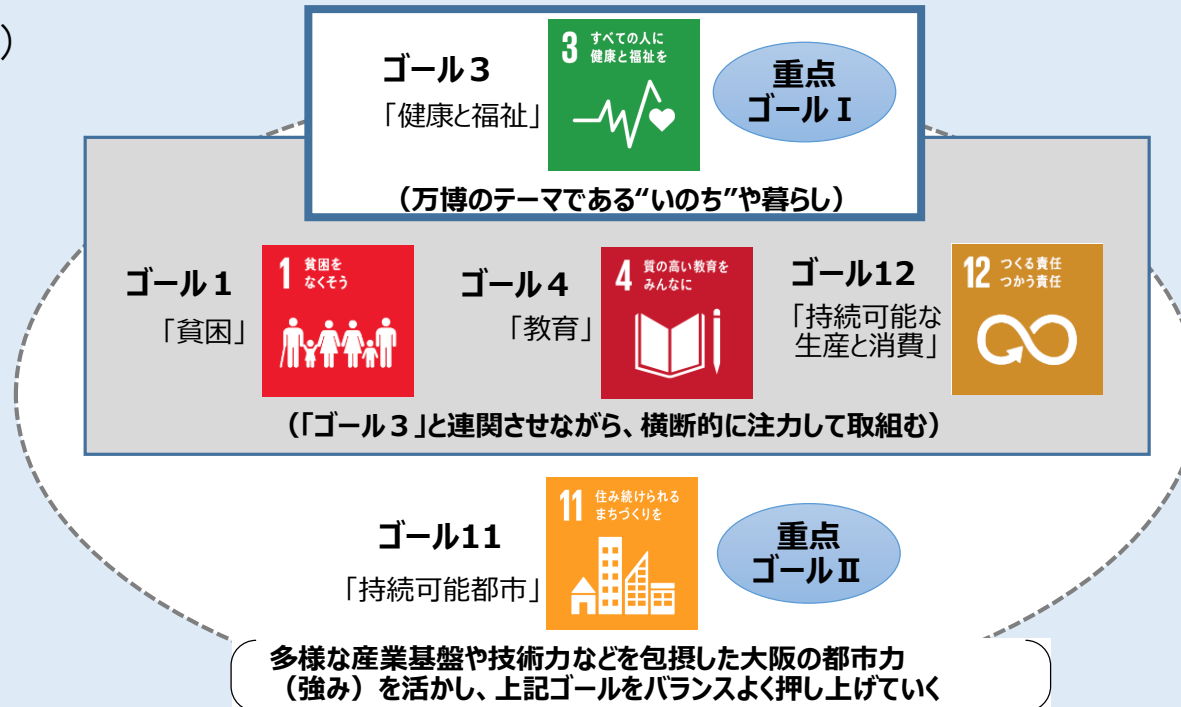 ）
3 すべての人に
健康と福祉を
ゴール３
「健康と福祉」
重点
ゴールⅠ
（万博のテーマである“いのち”や暮らし）
ゴール１
「貧困」
1 貧困を
なくそう
ゴール４
「教育」
4 質の高い教育を
みんなに
ゴール12
「持続可能な
生産と消費」
12 つくる責任
つかう責任
（「ゴール３」と連関させながら、横断的に注力して取組む）
ゴール11
「持続可能都市」
11 住み続けられる
まちづくりを
重点
ゴールⅡ
多様な産業基盤や技術力などを包摂した大阪の都市力
（強み）を活かし、上記ゴールをバランスよく押し上げていく